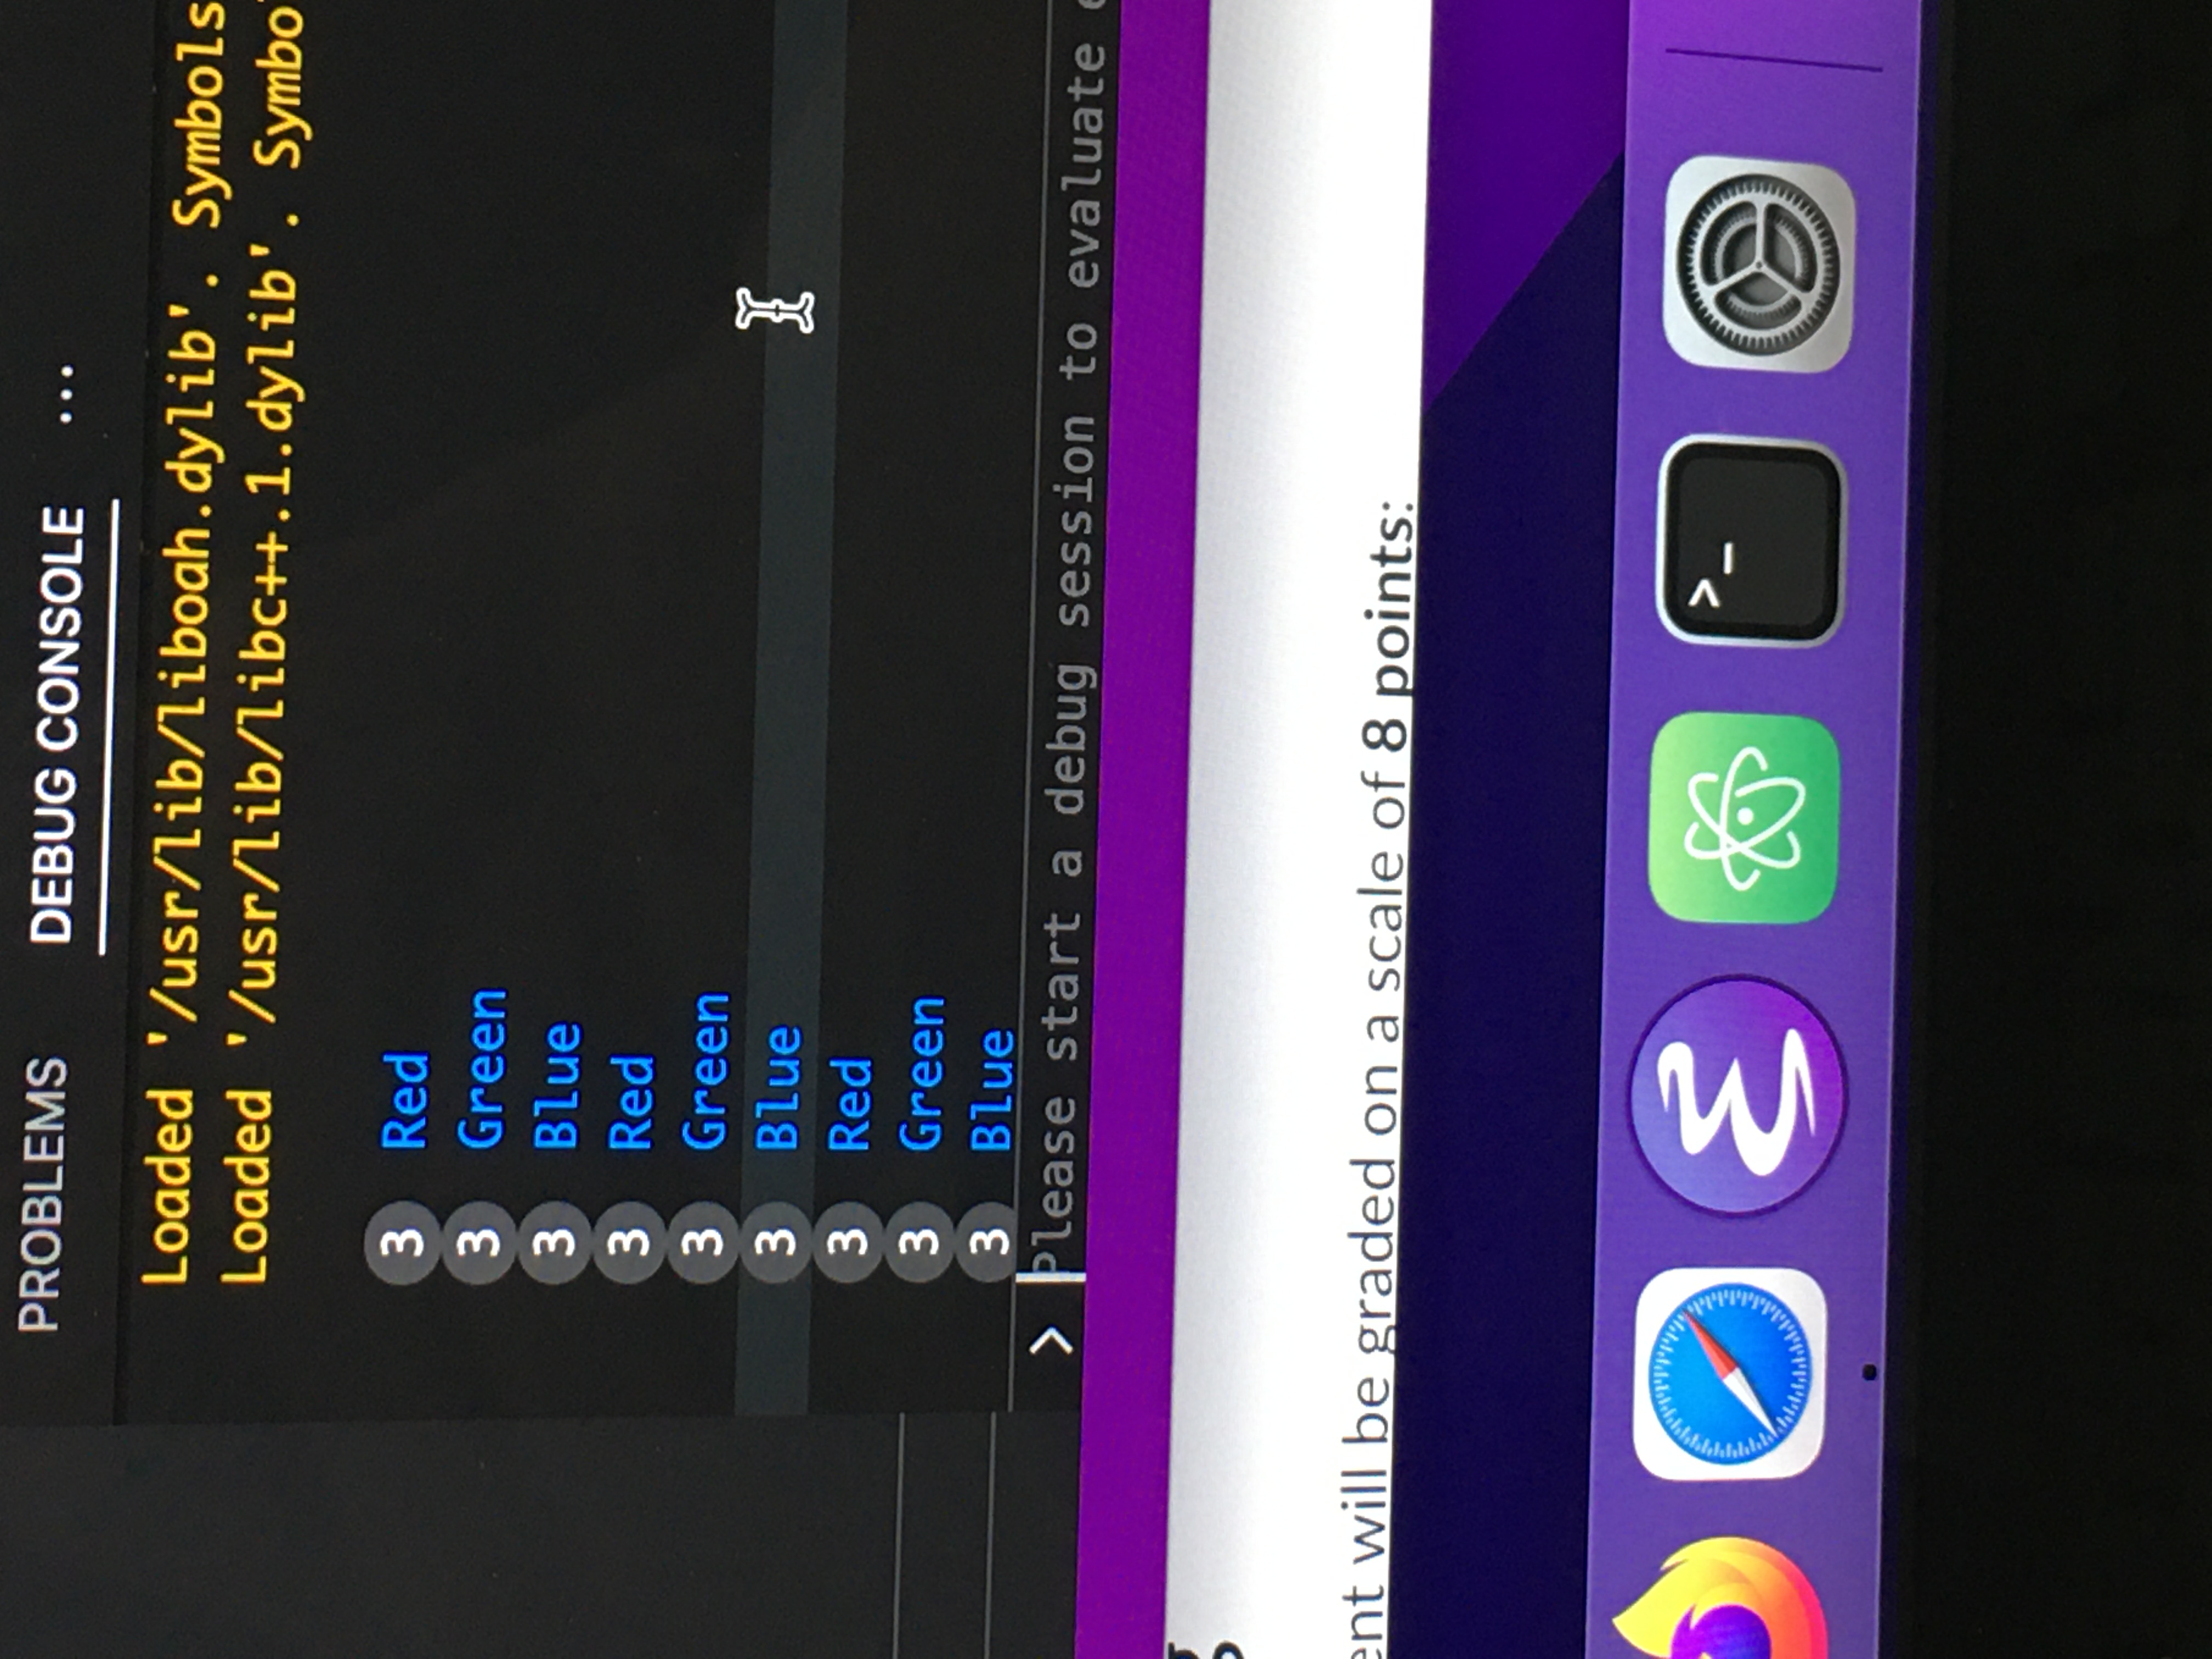 PROBLEMS DEBUG CONSOLE ...
Loaded '/usr/lib/liboah.dylib'. Symbols
Loaded '/usr/lib/libc++.1.dylib'. Symbo
3 Red
3 Green
3 Blue
3 Red
3 Green
3 Blue
3 Red
3 Green
3 Blue
> Please start a debug session to evaluate e
g
ent will be graded on a scale of 8 points:
>_